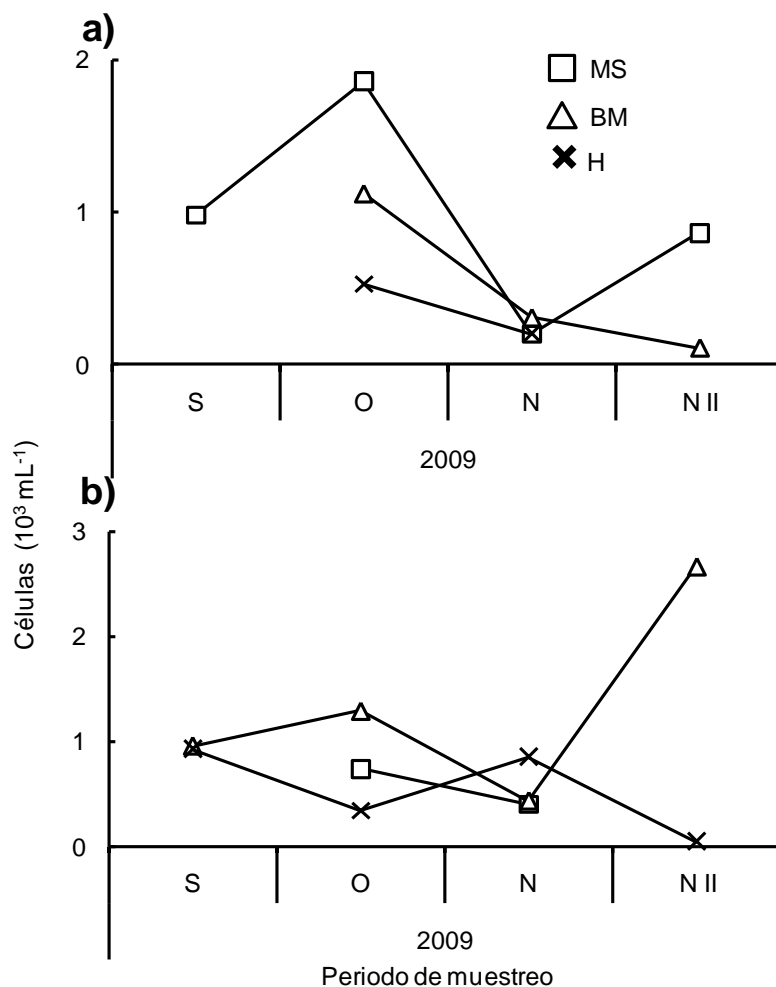 a)
2
MS
BM
H
1
0
S O N N II
2009
b)
Células (10³ mL⁻¹)
3
2
1
0
S O N N II
2009
Periodo de muestreo